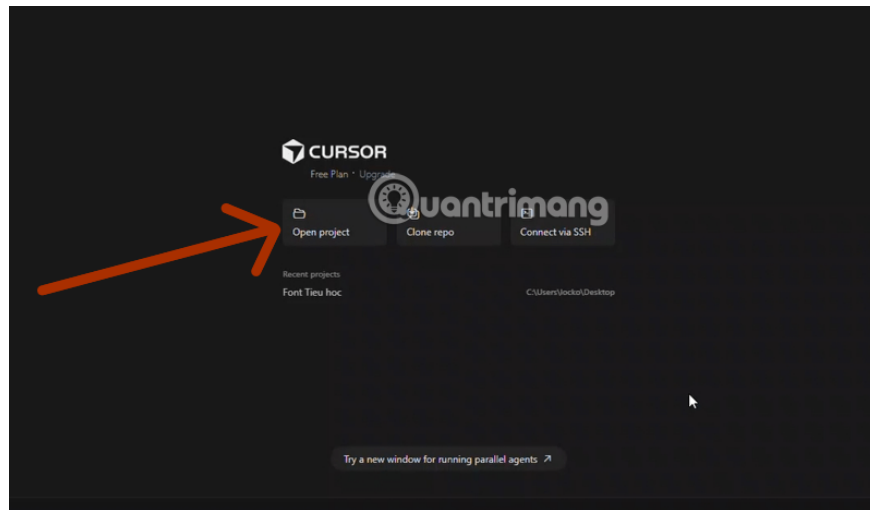 CURSOR
Free Plan · Upgrade
Quantrimang
Open project
Clone repo
Connect via SSH
Recent projects
Font Tieu hoc
C:\Users\locko\Desktop
Try a new window for running parallel agents ↗